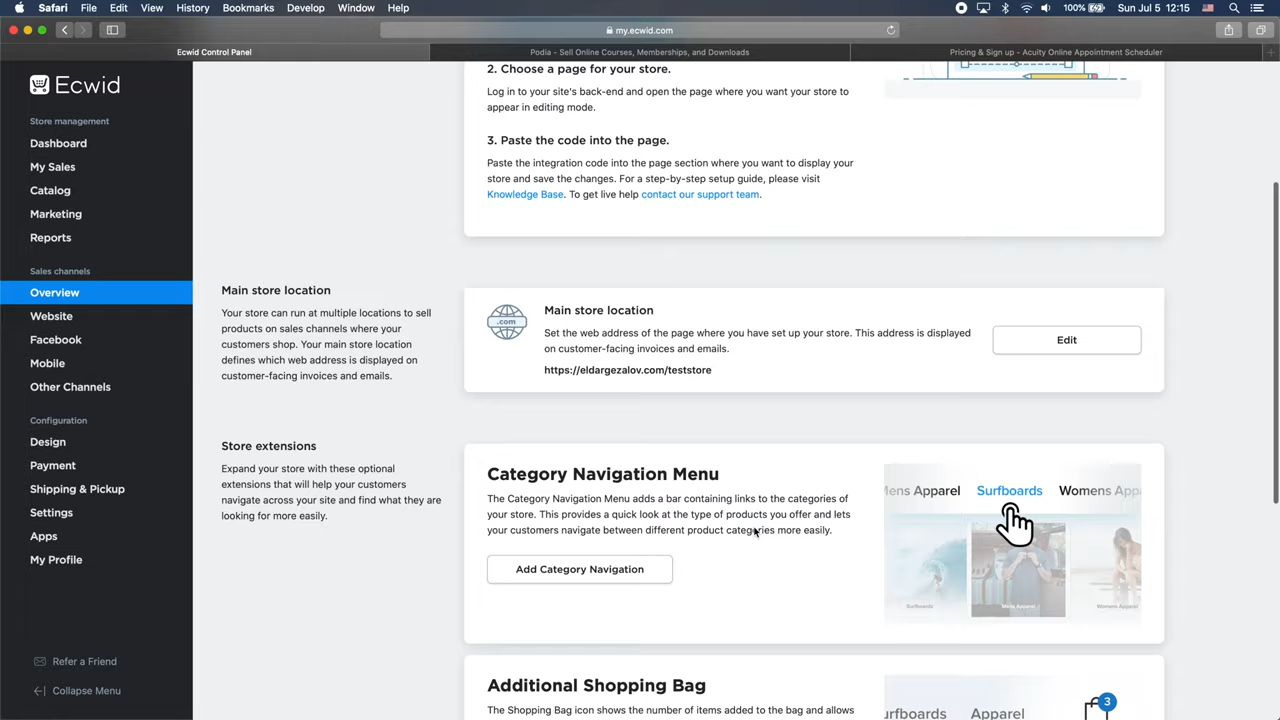 Safari File Edit View History Bookmarks Develop Window Help
100% Sun Jul 5 12:15
my.ecwid.com
Ecwid Control Panel
Podia - Sell Online Courses, Memberships, and Downloads
Pricing & Sign up - Acuity Online Appointment Scheduler
Ecwid
Store management
Dashboard
My Sales
Catalog
Marketing
Reports
Sales channels
Overview
Website
Facebook
Mobile
Other Channels
Configuration
Design
Payment
Shipping & Pickup
Settings
Apps
My Profile
Refer a Friend
Collapse Menu
2. Choose a page for your store.
Log in to your site's back-end and open the page where you want your store to
appear in editing mode.
3. Paste the code into the page.
Paste the integration code into the page section where you want to display your
store and save the changes. For a step-by-step setup guide, please visit
Knowledge Base. To get live help contact our support team.
Main store location
Your store can run at multiple locations to sell
products on sales channels where your
customers shop. Your main store location
defines which web address is displayed on
customer-facing invoices and emails.
.com
Main store location
Set the web address of the page where you have set up your store. This address is displayed
on customer-facing invoices and emails.
https://eldargezalov.com/teststore
Edit
Store extensions
Expand your store with these optional
extensions that will help your customers
navigate across your site and find what they are
looking for more easily.
Category Navigation Menu
The Category Navigation Menu adds a bar containing links to the categories of
your store. This provides a quick look at the type of products you offer and lets
your customers navigate between different product categories more easily.
Add Category Navigation
Mens Apparel Surfboards Womens App
Surfboards Mens Apparel Womens Apparel
Additional Shopping Bag
The Shopping Bag icon shows the number of items added to the bag and allows
urfboards Apparel 3